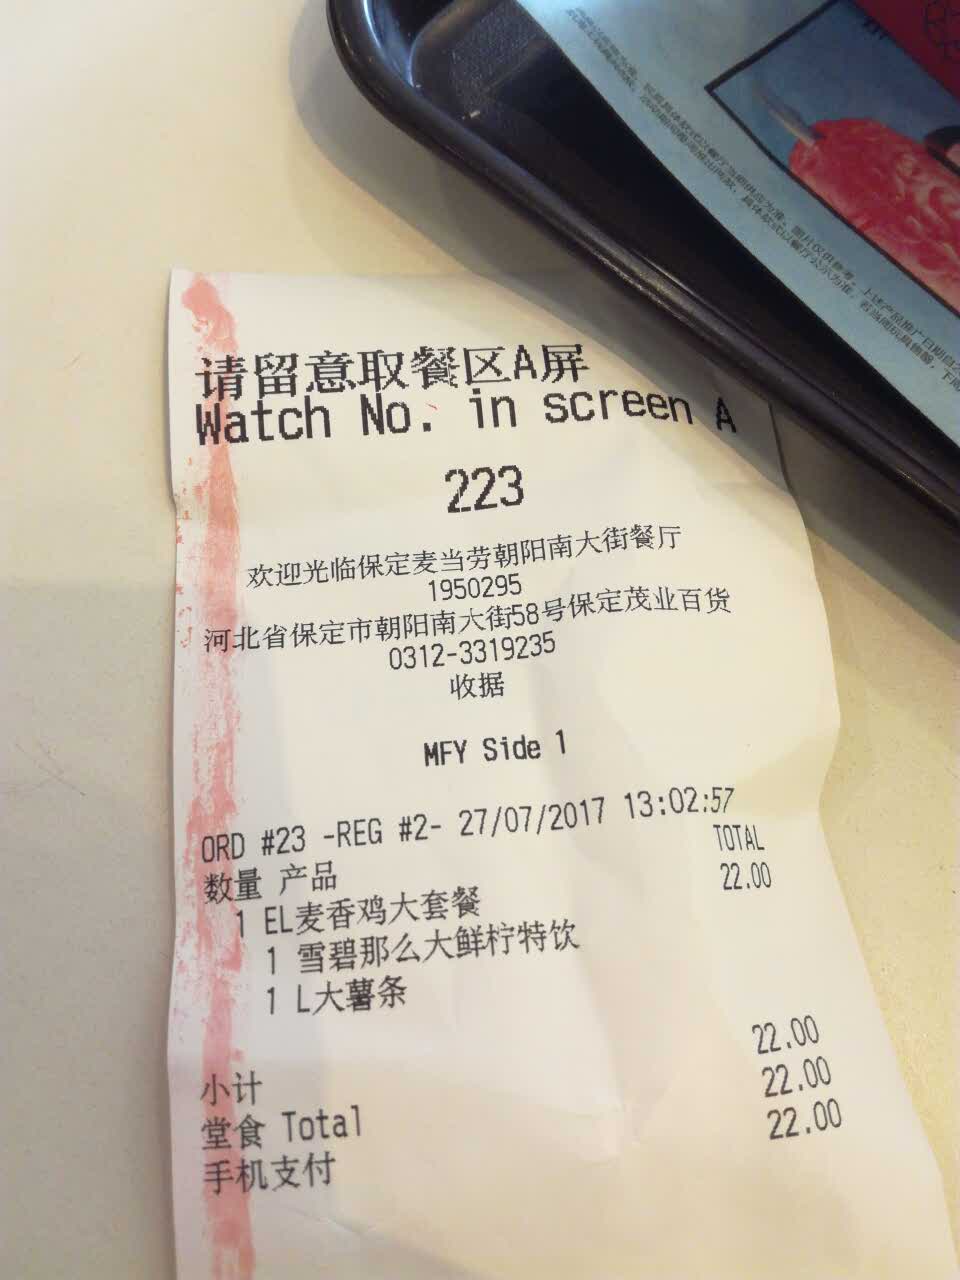 请留意取餐区A屏
Watch No. in screen A
223
欢迎光临保定麦当劳朝阳南大街餐厅
1950295
河北省保定市朝阳南大街58号保定茂业百货
0312-3319235
收据
MFY Side 1
ORD #23 -REG #2- 27/07/2017 13:02:57
数量 产品 TOTAL
1 EL麦香鸡大套餐 22.00
1 雪碧那么大鲜柠特饮
1 L大薯条
小计 22.00
堂食 Total 22.00
手机支付 22.00